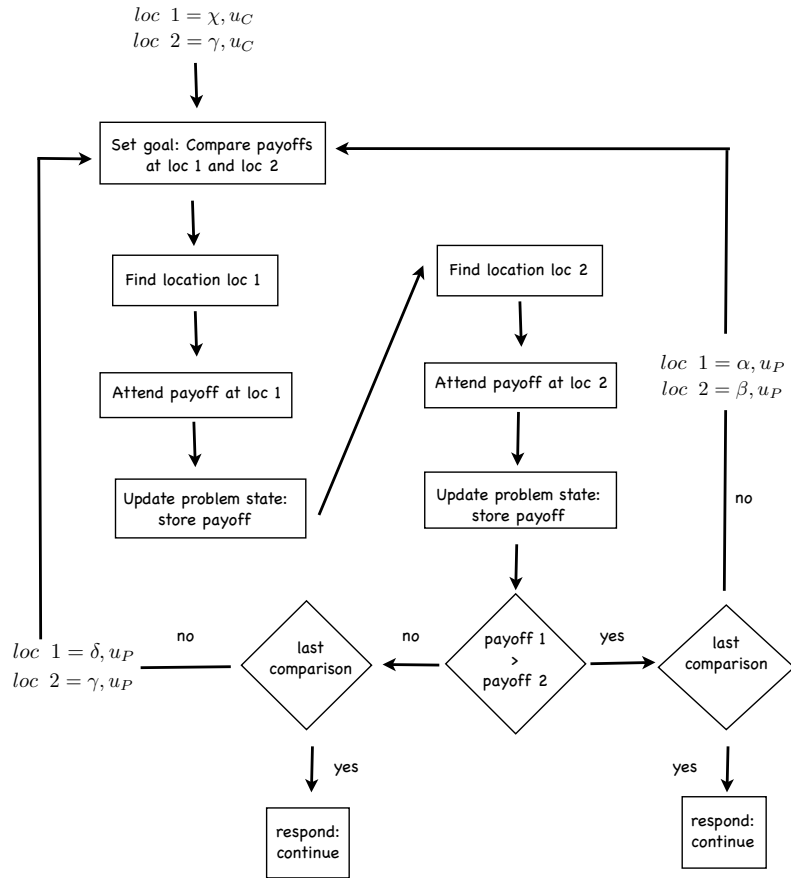 loc 1 = χ, u_C
loc 2 = γ, u_C
Set goal: Compare payoffs
at loc 1 and loc 2
Find location loc 1
Attend payoff at loc 1
Update problem state:
store payoff
Find location loc 2
Attend payoff at loc 2
Update problem state:
store payoff
payoff 1
>
payoff 2
no
last
comparison
no
loc 1 = δ, u_P
loc 2 = γ, u_P
yes
respond:
continue
yes
last
comparison
no
loc 1 = α, u_P
loc 2 = β, u_P
yes
respond:
continue